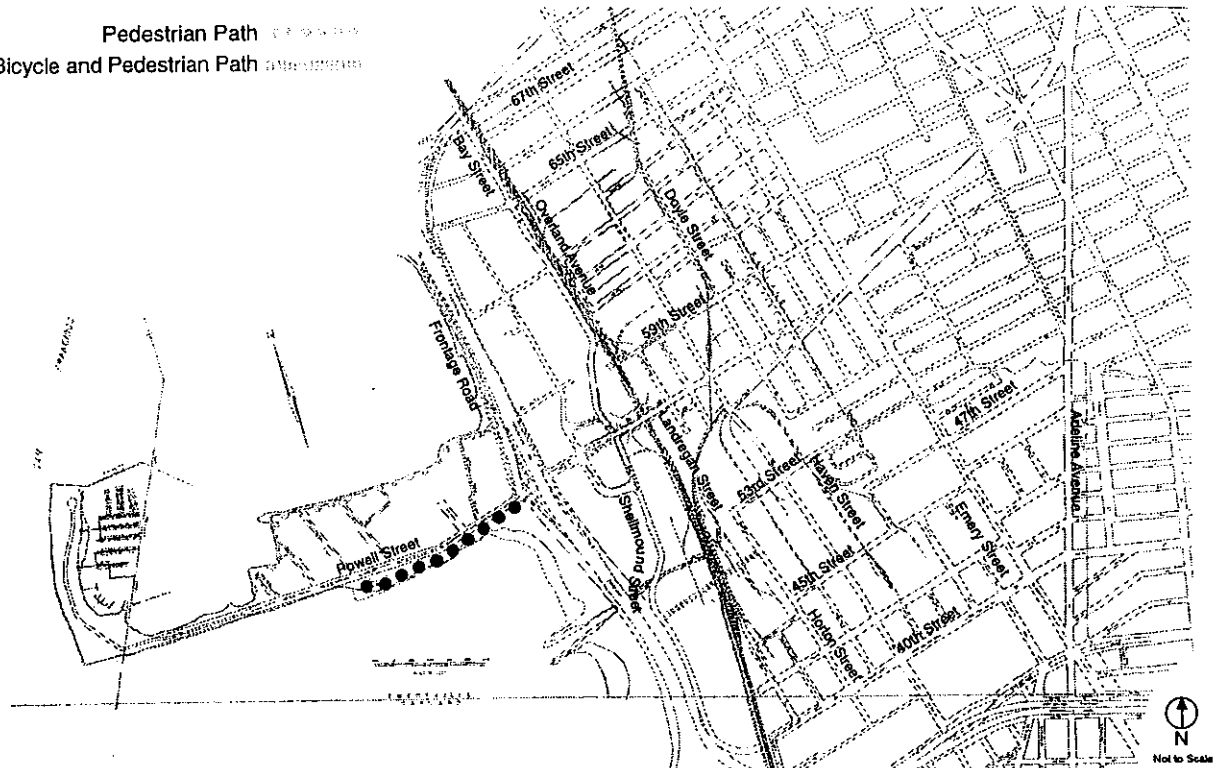 Pedestrian Path
Bicycle and Pedestrian Path
67th Street
Bay Street
65th Street
Overland Avenue
Doyle Street
59th Street
Frontage Road
47th Street
Adeline Avenue
Landregan Street
63rd Street
Haven Street
Shellmound Street
Emery Street
Powell Street
45th Street
Horton Street
40th Street
N
Not to Scale